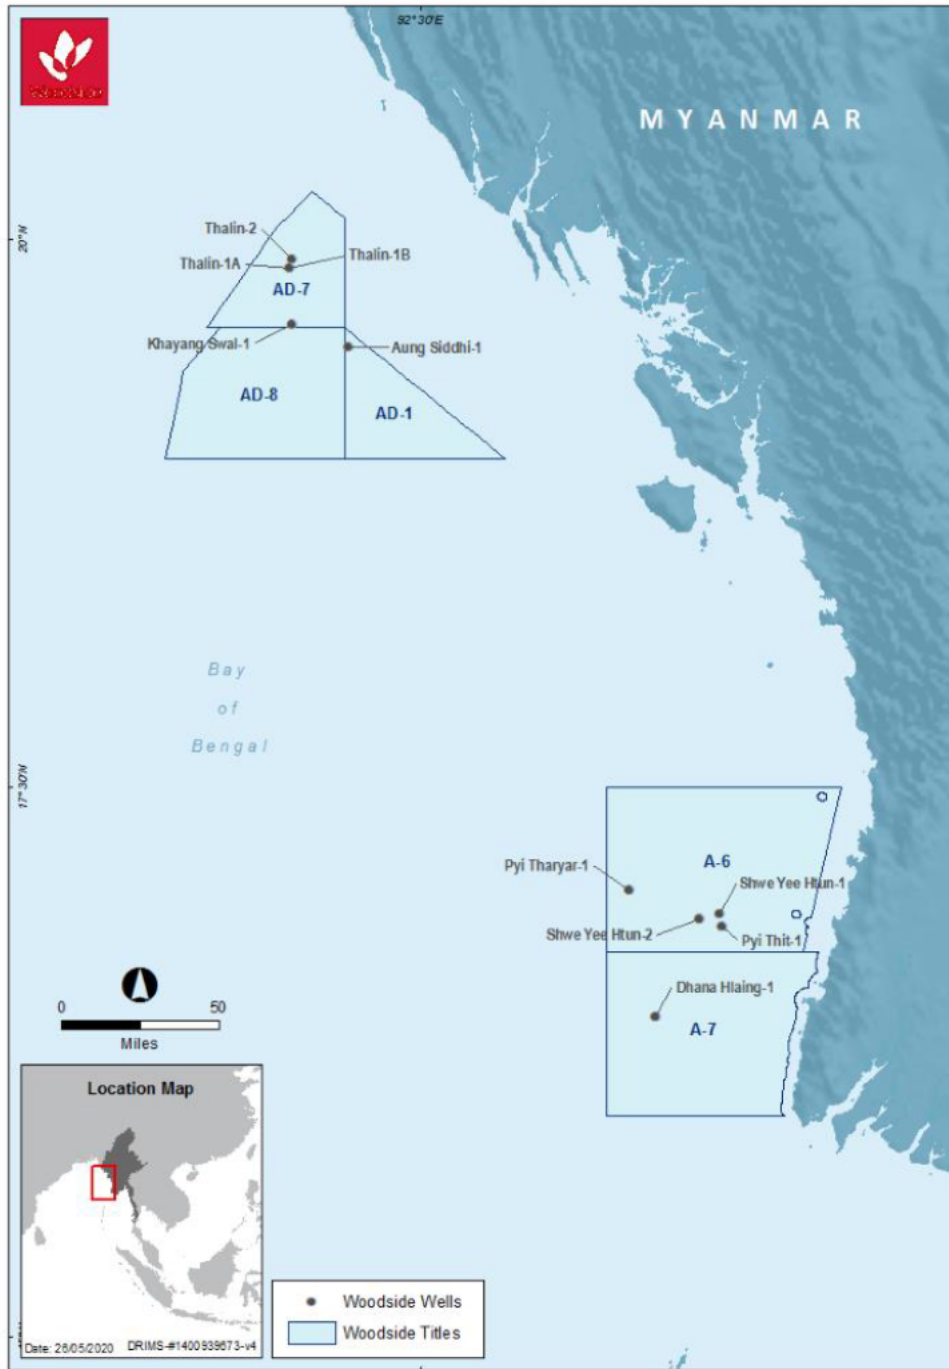 92°30'E
Woodside
MYANMAR
20°N
Thalin-2
Thalin-1A
Thalin-1B
AD-7
Khayang Swal-1
Aung Siddhi-1
AD-8
AD-1
Bay
of
Bengal
17°30'N
Pyi Tharyar-1
A-6
Shwe Yee Htun-1
Shwe Yee Htun-2
Pyi Thit-1
Dhana Hlaing-1
A-7
0 50
Miles
Location Map
Date: 26/05/2020 DRIMS-#1400939673-v4
Woodside Wells
Woodside Titles